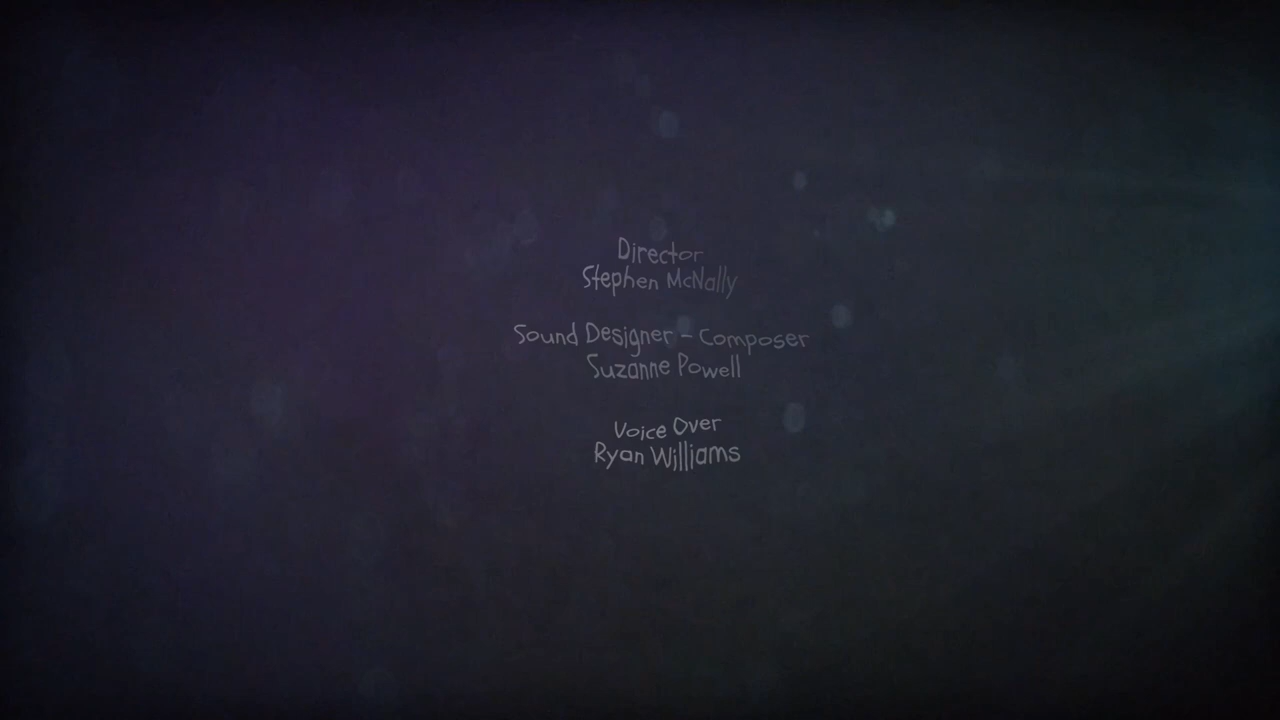 Director
Stephen McNally
Sound Designer - Composer
Suzanne Powell
Voice Over
Ryan Williams